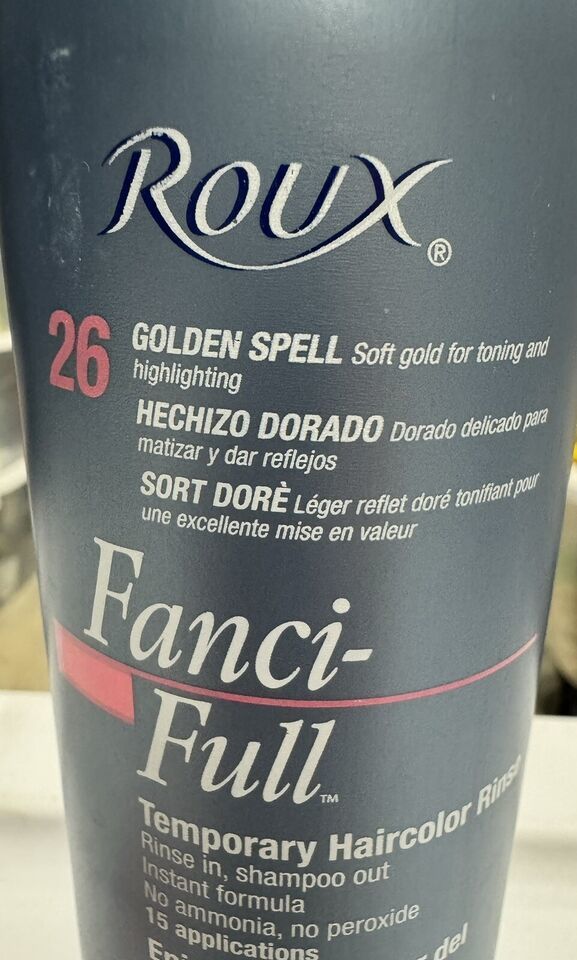 Roux®
26 GOLDEN SPELL Soft gold for toning and
highlighting
HECHIZO DORADO Dorado delicado para
matizar y dar reflejos
SORT DORÈ Léger reflet doré tonifiant pour
une excellente mise en valeur
Fanci-
Full™
Temporary Haircolor Rinse
Rinse in, shampoo out
Instant formula
No ammonia, no peroxide
15 applications
del